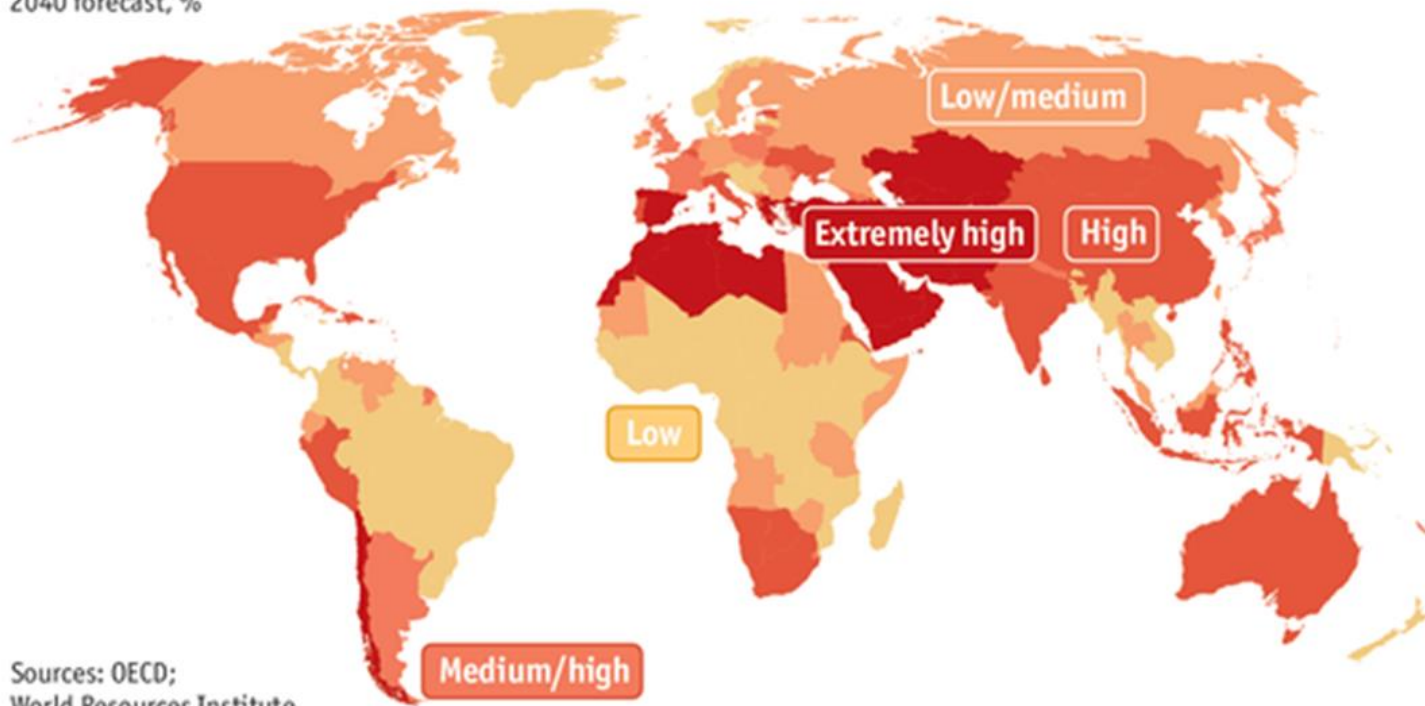 2040 forecast, %
Low/medium
Extremely high
High
Low
Medium/high
Sources: OECD;
World Resources Institute